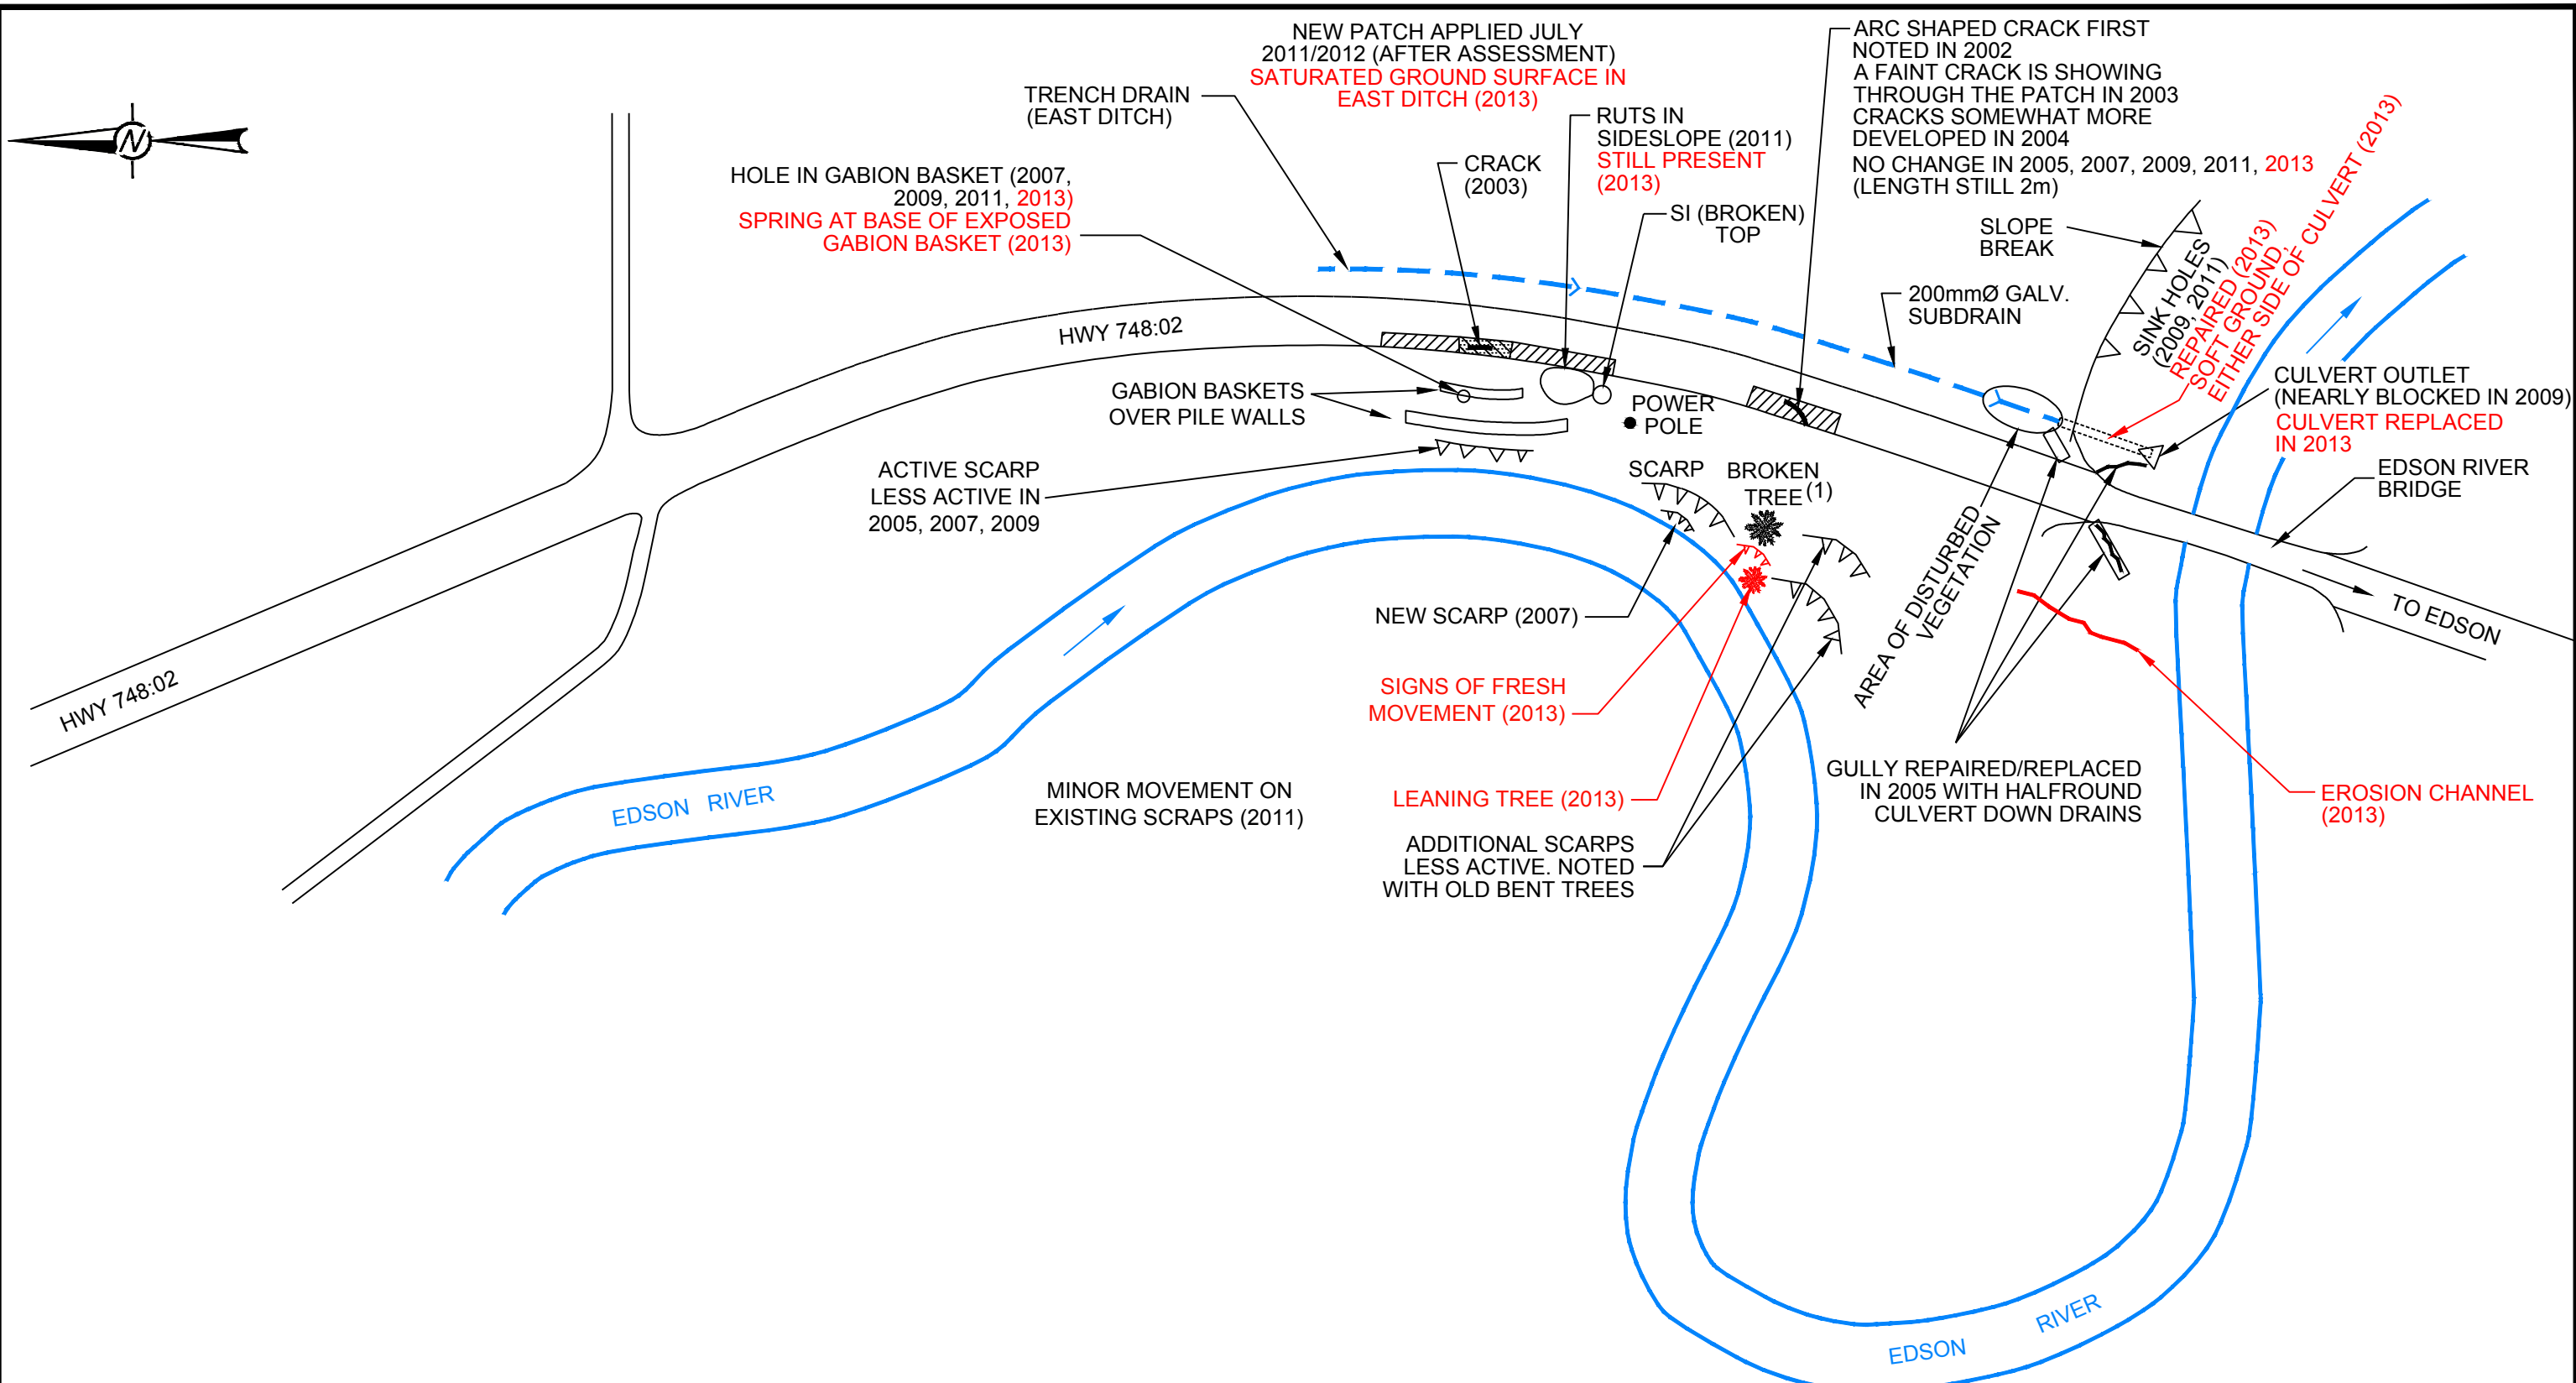 NEW PATCH APPLIED JULY
2011/2012 (AFTER ASSESSMENT)
SATURATED GROUND SURFACE IN
EAST DITCH (2013)
ARC SHAPED CRACK FIRST
NOTED IN 2002
A FAINT CRACK IS SHOWING
THROUGH THE PATCH IN 2003
CRACKS SOMEWHAT MORE
DEVELOPED IN 2004
NO CHANGE IN 2005, 2007, 2009, 2011, 2013
(LENGTH STILL 2m)
TRENCH DRAIN
(EAST DITCH)
N
RUTS IN
SIDESLOPE (2011)
STILL PRESENT
(2013)
CRACK
(2003)
HOLE IN GABION BASKET (2007,
2009, 2011, 2013)
SPRING AT BASE OF EXPOSED
GABION BASKET (2013)
SI (BROKEN)
TOP
SLOPE
BREAK
SINK HOLES
(2009, 2011)
REPAIRED (2013)
SOFT GROUND,
EITHER SIDE OF CULVERT (2013)
200mmØ GALV.
SUBDRAIN
HWY 748:02
GABION BASKETS
OVER PILE WALLS
POWER
POLE
CULVERT OUTLET
(NEARLY BLOCKED IN 2009)
CULVERT REPLACED
IN 2013
ACTIVE SCARP
LESS ACTIVE IN
2005, 2007, 2009
SCARP
BROKEN
TREE (1)
EDSON RIVER
BRIDGE
AREA OF DISTURBED
VEGETATION
TO EDSON
NEW SCARP (2007)
HWY 748:02
SIGNS OF FRESH
MOVEMENT (2013)
EDSON RIVER
MINOR MOVEMENT ON
EXISTING SCRAPS (2011)
LEANING TREE (2013)
GULLY REPAIRED/REPLACED
IN 2005 WITH HALFROUND
CULVERT DOWN DRAINS
EROSION CHANNEL
(2013)
ADDITIONAL SCARPS
LESS ACTIVE. NOTED
WITH OLD BENT TREES
EDSON RIVER